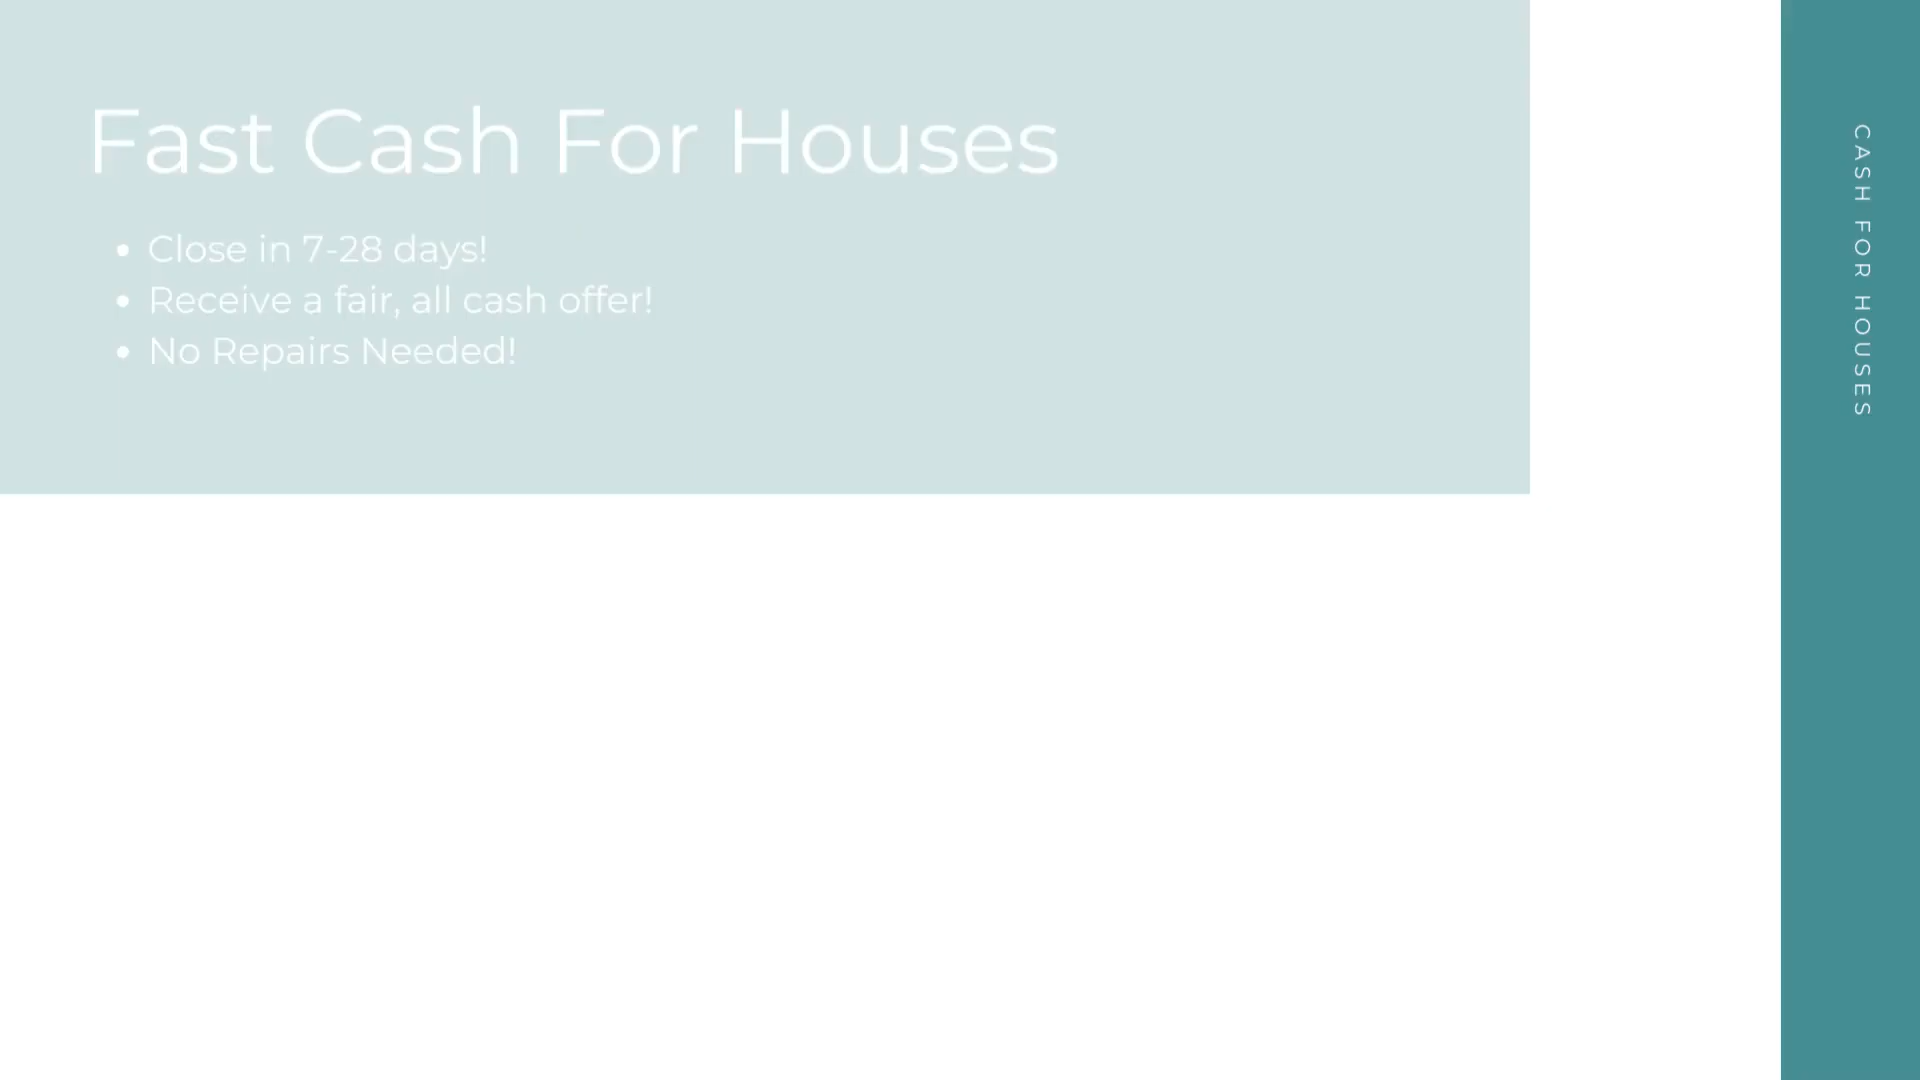 Fast Cash For Houses
• Close in 7-28 days!
• Receive a fair, all cash offer!
• No Repairs Needed!
CASH FOR HOUSES